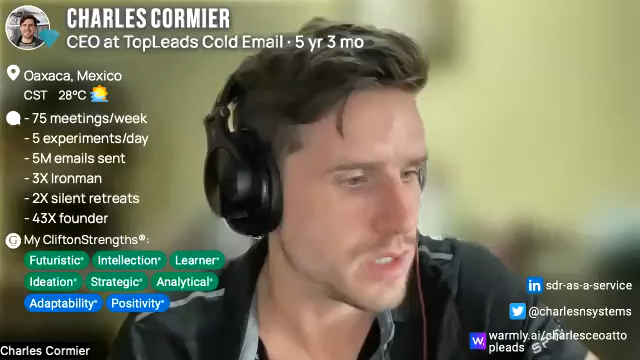 CHARLES CORMIER
CEO at TopLeads Cold Email · 5 yr 3 mo
Oaxaca, Mexico
CST 28°C
- 75 meetings/week
- 5 experiments/day
- 5M emails sent
- 3X Ironman
- 2X silent retreats
- 43X founder
G My CliftonStrengths®:
Futuristic® Intellection® Learner®
Ideation® Strategic® Analytical®
Adaptability® Positivity®
in sdr-as-a-service
@charlesnsystems
w. warmly.ai/charlesceoatto
pleads
Charles Cormier